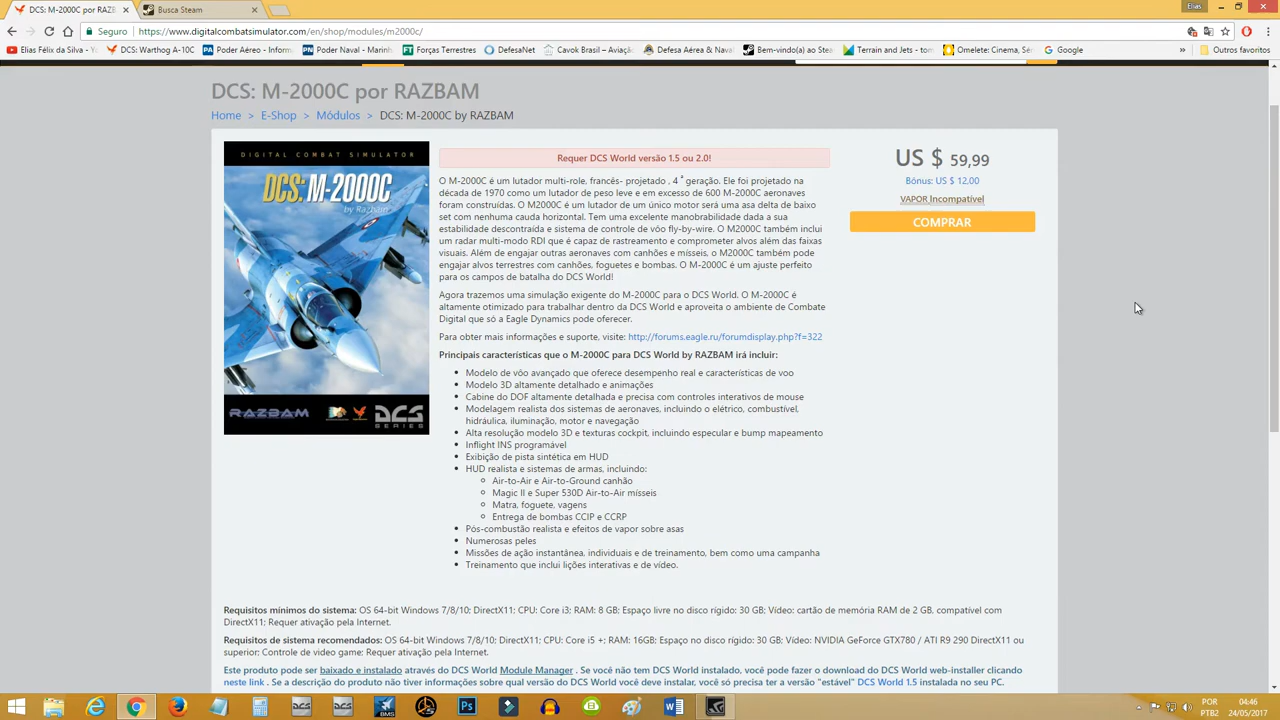 DCS: M-2000C por RAZB
Busca Steam
Elias
Seguro
https://www.digitalcombatsimulator.com/en/shop/modules/m2000c/
Elias Félix da Silva - Yo
DCS: Warthog A-10C
Poder Aéreo - Inform
Poder Naval - Marinh
Forças Terrestres
DefesaNet
Cavok Brasil – Aviaçã
Defesa Aérea & Naval
Bem-vindo(a) ao Stea
Terrain and Jets - tom
Omelete: Cinema, Sé
Google
»
Outros favoritos
DCS: M-2000C por RAZBAM
Home > E-Shop > Módulos > DCS: M-2000C by RAZBAM
DIGITAL COMBAT SIMULATOR
DCS: M-2000C
by Razbam
RAZBAM
DCS
SERIES
Requer DCS World versão 1.5 ou 2.0!
O M-2000C é um lutador multi-role, francês- projetado , 4 ª geração. Ele foi projetado na
década de 1970 como um lutador de peso leve e em excesso de 600 M-2000C aeronaves
foram construídas. O M2000C é um lutador de um único motor será uma asa delta de baixo
set com nenhuma cauda horizontal. Tem uma excelente manobrabilidade dada a sua
estabilidade descontraída e sistema de controle de vôo fly-by-wire. O M2000C também inclui
um radar multi-modo RDI que é capaz de rastreamento e comprometer alvos além das faixas
visuais. Além de engajar outras aeronaves com canhões e mísseis, o M2000C também pode
engajar alvos terrestres com canhões, foguetes e bombas. O M-2000C é um ajuste perfeito
para os campos de batalha do DCS World!
Agora trazemos uma simulação exigente do M-2000C para o DCS World. O M-2000C é
altamente otimizado para trabalhar dentro da DCS World e aproveita o ambiente de Combate
Digital que só a Eagle Dynamics pode oferecer.
Para obter mais informações e suporte, visite: http://forums.eagle.ru/forumdisplay.php?f=322
Principais características que o M-2000C para DCS World by RAZBAM irá incluir:
Modelo de vôo avançado que oferece desempenho real e características de voo
Modelo 3D altamente detalhado e animações
Cabine do DOF altamente detalhada e precisa com controles interativos de mouse
Modelagem realista dos sistemas de aeronaves, incluindo o elétrico, combustível,
hidráulica, iluminação, motor e navegação
Alta resolução modelo 3D e texturas cockpit, incluindo especular e bump mapeamento
Inflight INS programável
Exibição de pista sintética em HUD
HUD realista e sistemas de armas, incluindo:
Air-to-Air e Air-to-Ground canhão
Magic II e Super 530D Air-to-Air mísseis
Matra, foguete, vagens
Entrega de bombas CCIP e CCRP
Pós-combustão realista e efeitos de vapor sobre asas
Numerosas peles
Missões de ação instantânea, individuais e de treinamento, bem como uma campanha
Treinamento que inclui lições interativas e de vídeo.
US $ 59,99
Bônus: US $ 12,00
VAPOR Incompatível
COMPRAR
Requisitos mínimos do sistema: OS 64-bit Windows 7/8/10; DirectX11; CPU: Core i3; RAM: 8 GB; Espaço livre no disco rígido: 30 GB; Vídeo: cartão de memória RAM de 2 GB, compatível com
DirectX11; Requer ativação pela Internet.
Requisitos de sistema recomendados: OS 64-bit Windows 7/8/10; DirectX11; CPU: Core i5 +; RAM: 16GB; Espaço no disco rígido: 30 GB; Vídeo: NVIDIA GeForce GTX780 / ATI R9 290 DirectX11 ou
superior; Controle de video game; Requer ativação pela Internet.
Este produto pode ser baixado e instalado através do DCS World Module Manager . Se você não tem DCS World instalado, você pode fazer o download do DCS World web-installer clicando
neste link . Se a descrição do produto não tiver informações sobre qual versão do DCS World você deve instalar, você só precisa ter a versão "estável" DCS World 1.5 instalada no seu PC.
DCS
DCS
BMS
Ps
POR
PTB2
04:46
24/05/2017